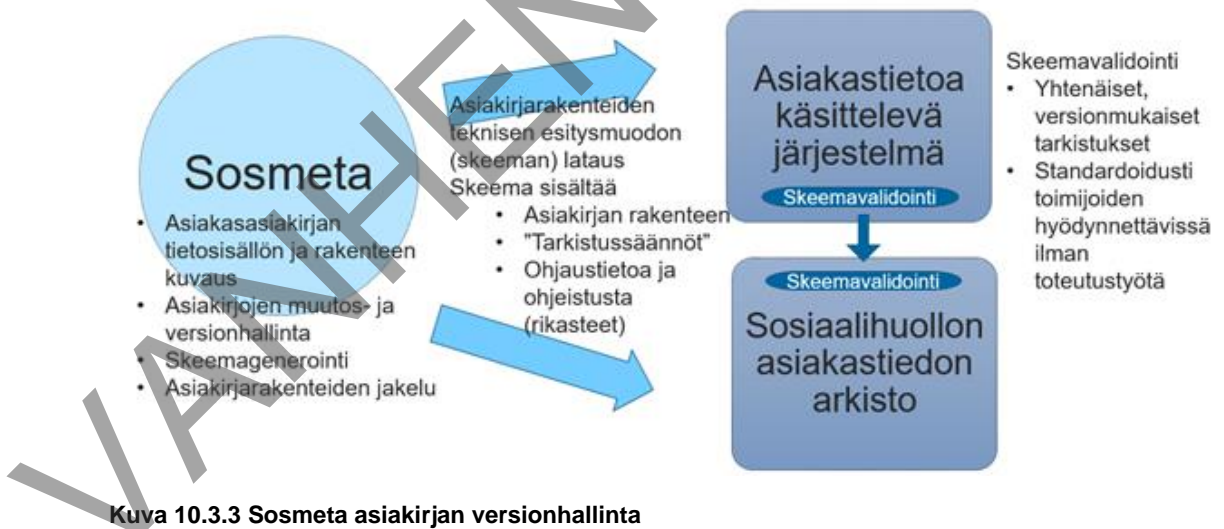 Sosmeta
• Asiakasasiakirjan
tietosisällön ja rakenteen
kuvaus
• Asiakirjojen muutos- ja
versionhallinta
• Skeemagenerointi
• Asiakirjarakenteiden jakelu
Asiakirjarakenteiden
teknisen esitysmuodon
(skeeman) lataus
Skeema sisältää
• Asiakirjan rakenteen
• "Tarkistussäännöt"
• Ohjaustietoa ja
ohjeistusta
(rikasteet)
Asiakastietoa
käsittelevä
järjestelmä
Skeemavalidointi
Skeemavalidointi
Sosiaalihuollon
asiakastiedon
arkisto
Skeemavalidointi
• Yhtenäiset,
versionmukaiset
tarkistukset
• Standardoidusti
toimijoiden
hyödynnettävissä
ilman
toteutustyötä
VANHEN
Kuva 10.3.3 Sosmeta asiakirjan versionhallinta